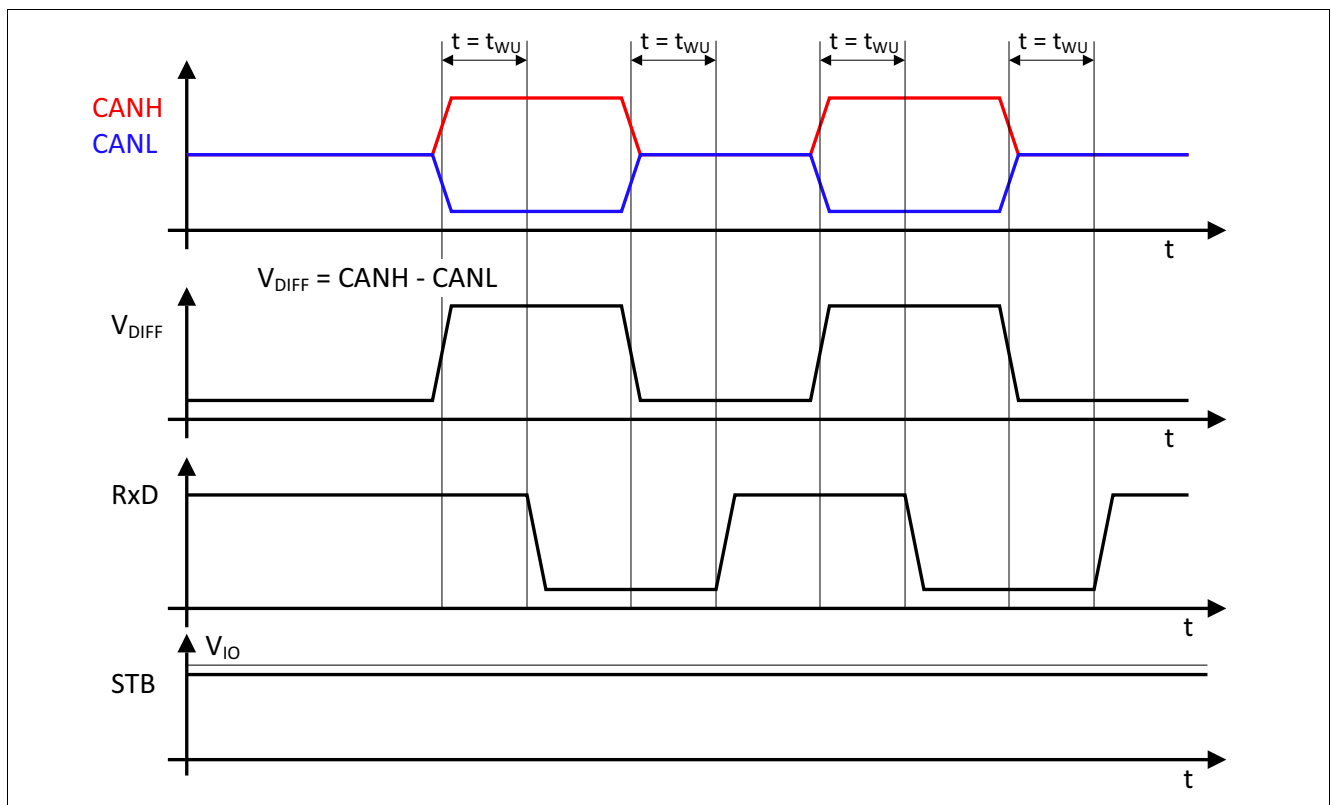 t = tWU t = tWU t = tWU t = tWU
CANH
CANL
t
VDIFF = CANH - CANL
VDIFF
t
RxD
t
VIO
STB
t